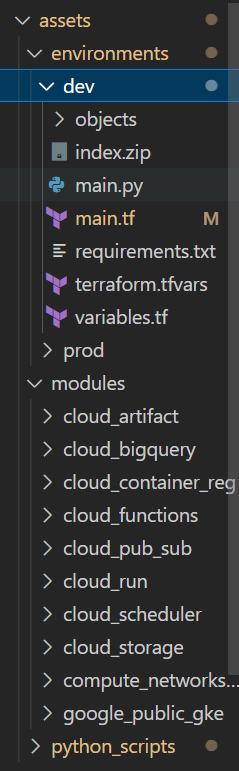 assets
environments
dev
objects
index.zip
main.py
main.tf M
requirements.txt
terraform.tfvars
variables.tf
prod
modules
cloud_artifact
cloud_bigquery
cloud_container_reg
cloud_functions
cloud_pub_sub
cloud_run
cloud_scheduler
cloud_storage
compute_networks...
google_public_gke
python_scripts